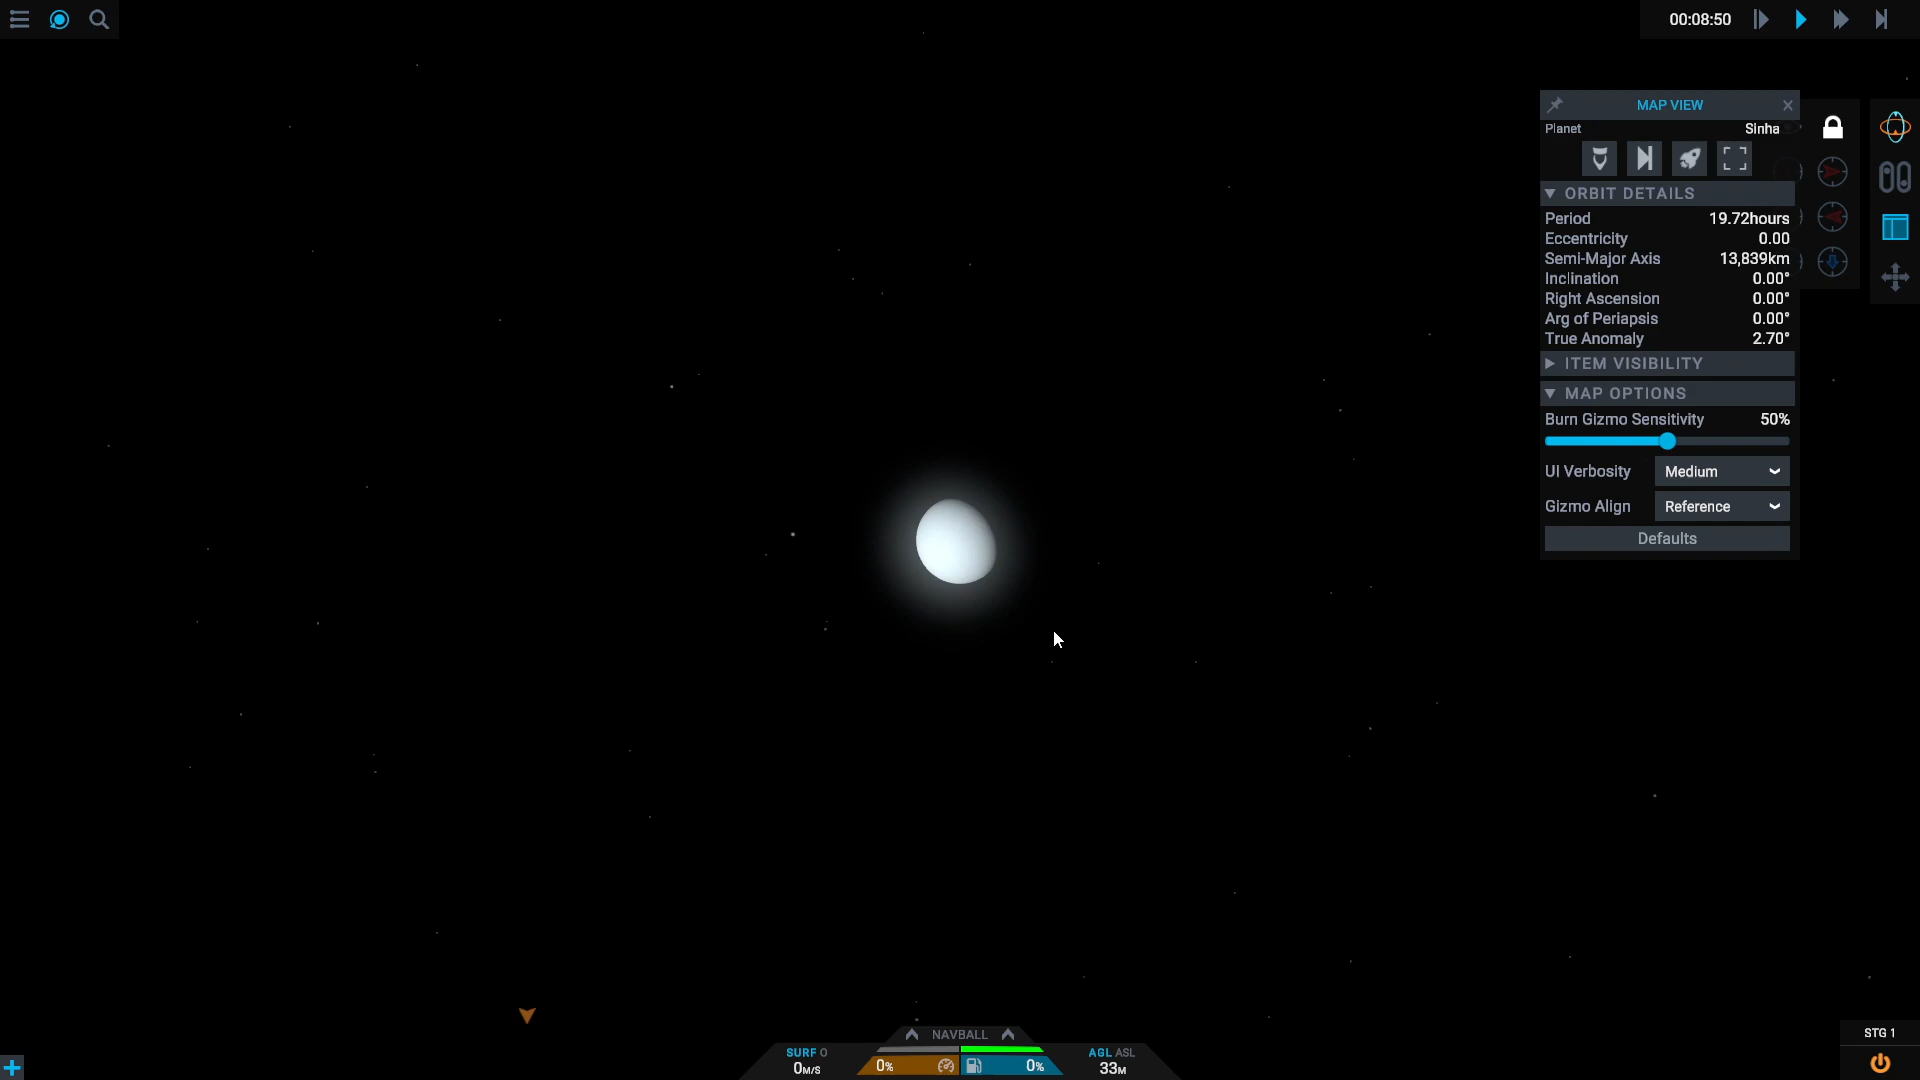 00:08:50
MAP VIEW
Planet Sinha
ORBIT DETAILS
Period 19.72hours
Eccentricity 0.00
Semi-Major Axis 13,839km
Inclination 0.00°
Right Ascension 0.00°
Arg of Periapsis 0.00°
True Anomaly 2.70°
ITEM VISIBILITY
MAP OPTIONS
Burn Gizmo Sensitivity 50%
UI Verbosity Medium
Gizmo Align Reference
Defaults
NAVBALL
SURF O
0M/S
0%
0%
AGL ASL
33M
STG 1